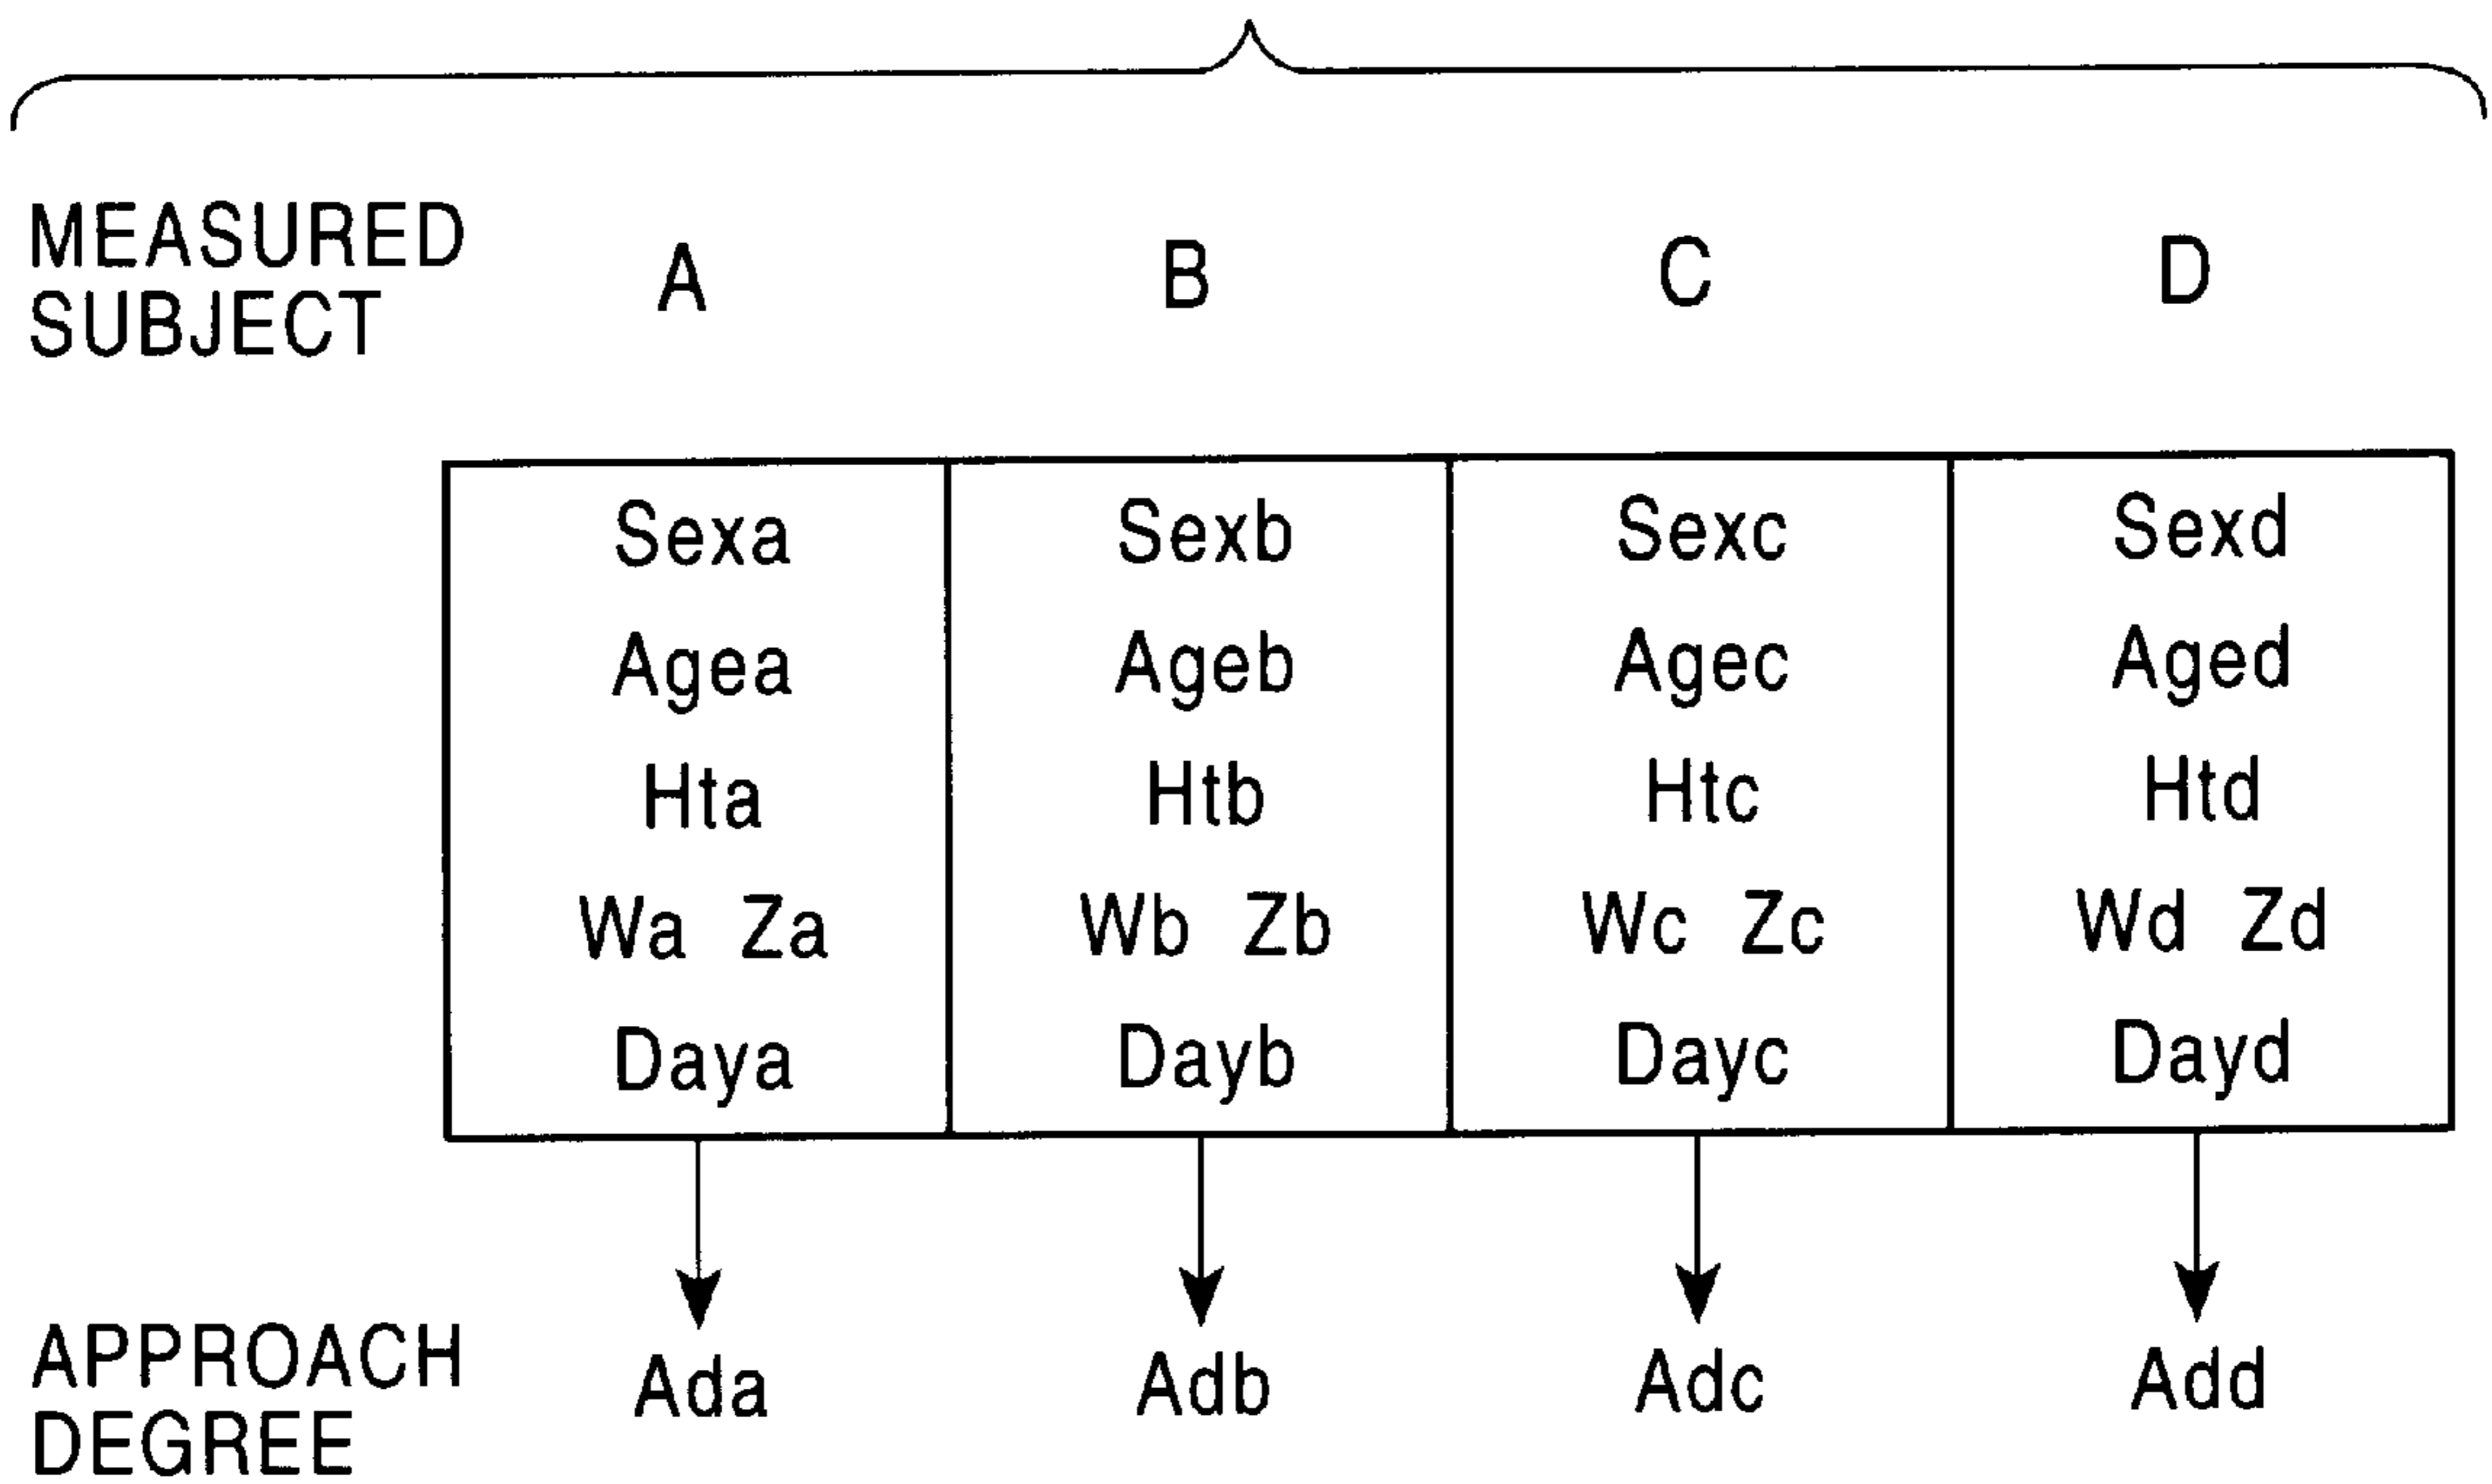 MEASURED
SUBJECT
A B C D
Sexa Sexb Sexc Sexd
Agea Ageb Agec Aged
Hta Htb Htc Htd
Wa Za Wb Zb Wc Zc Wd Zd
Daya Dayb Dayc Dayd
APPROACH
DEGREE
Ada Adb Adc Add